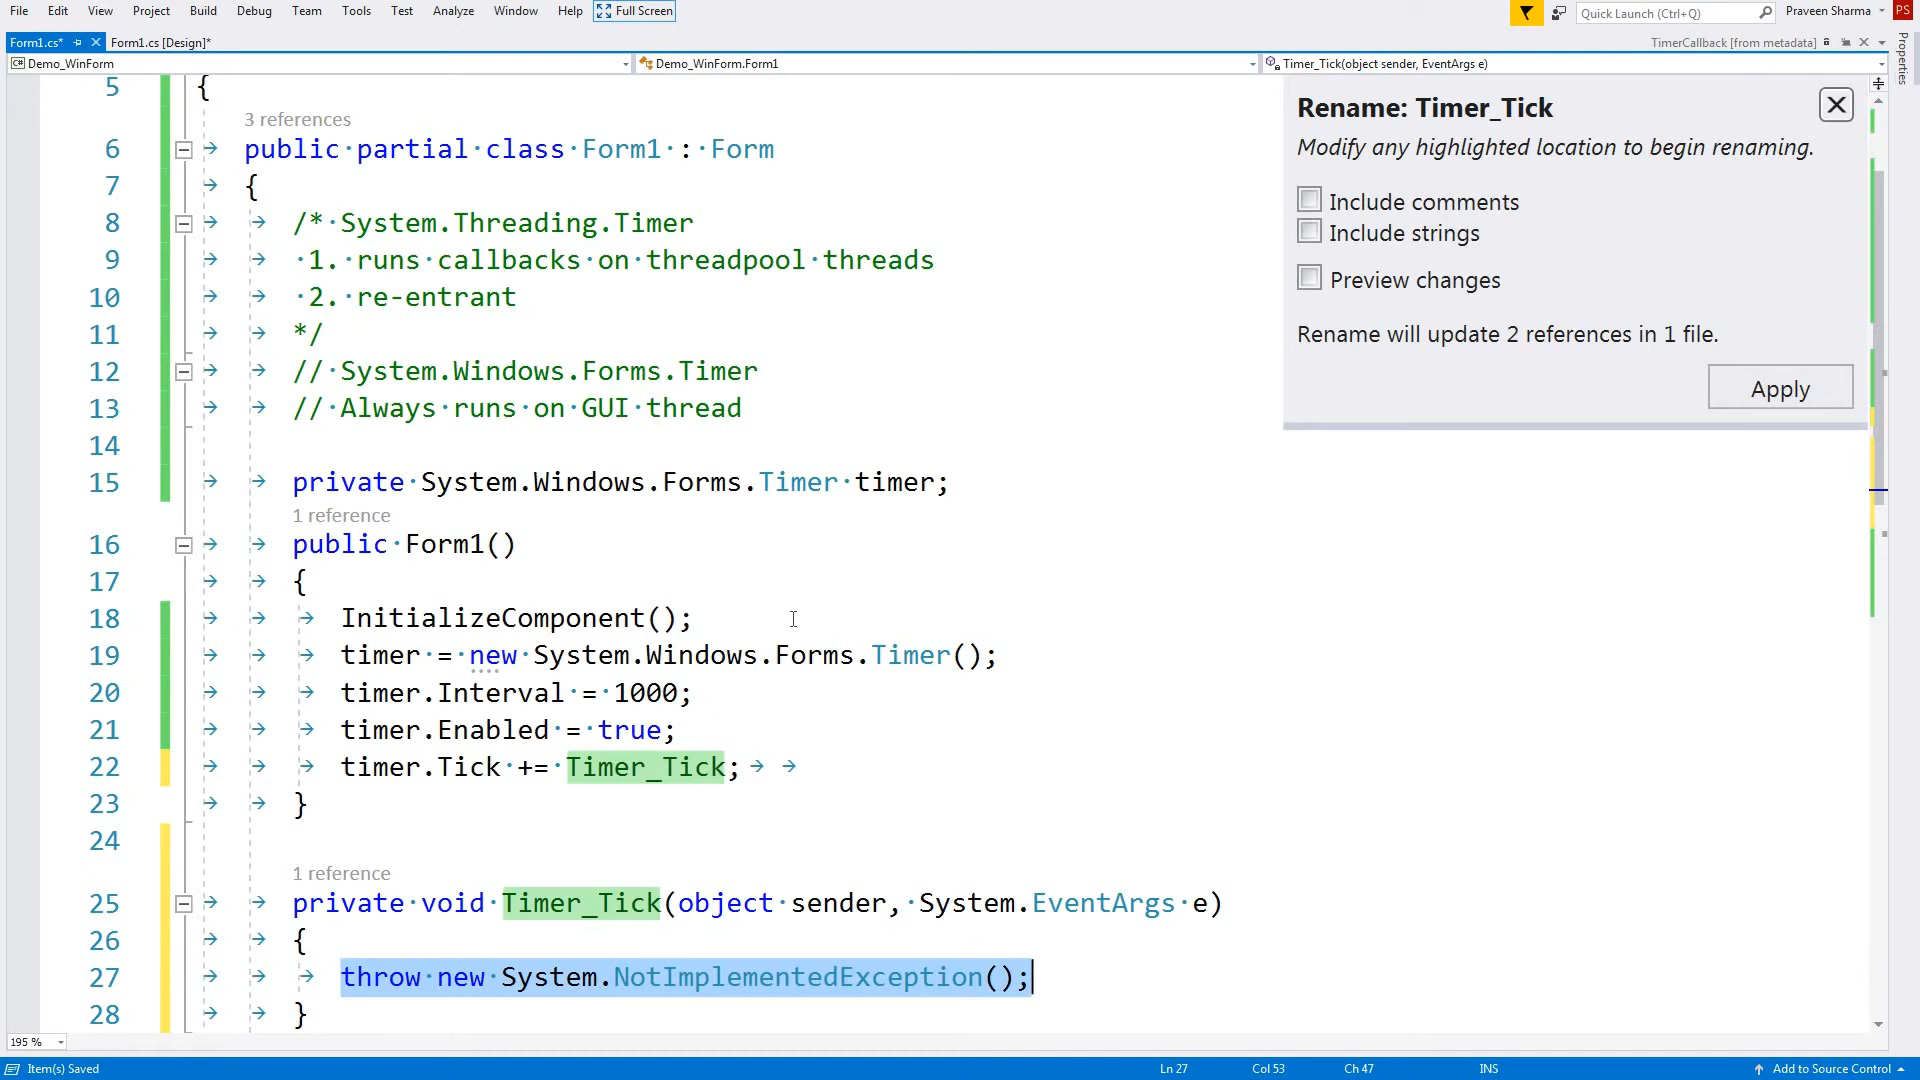 File Edit View Project Build Debug Team Tools Test Analyze Window Help Full Screen Quick Launch (Ctrl+Q) Praveen Sharma PS
Form1.cs* Form1.cs [Design]* TimerCallback [from metadata]
Demo_WinForm Demo_WinForm.Form1 Timer_Tick(object sender, EventArgs e)
Properties
5 {
3 references
6 public partial class Form1 : Form
7 {
8 /* System.Threading.Timer
9 1. runs callbacks on threadpool threads
10 2. re-entrant
11 */
12 // System.Windows.Forms.Timer
13 // Always runs on GUI thread
14
15 private System.Windows.Forms.Timer timer;
1 reference
16 public Form1()
17 {
18 InitializeComponent();
19 timer = new System.Windows.Forms.Timer();
20 timer.Interval = 1000;
21 timer.Enabled = true;
22 timer.Tick += Timer_Tick;
23 }
24
1 reference
25 private void Timer_Tick(object sender, System.EventArgs e)
26 {
27 throw new System.NotImplementedException();
28 }
Rename: Timer_Tick
Modify any highlighted location to begin renaming.
Include comments
Include strings
Preview changes
Rename will update 2 references in 1 file.
Apply
195 %
Item(s) Saved Ln 27 Col 53 Ch 47 INS Add to Source Control